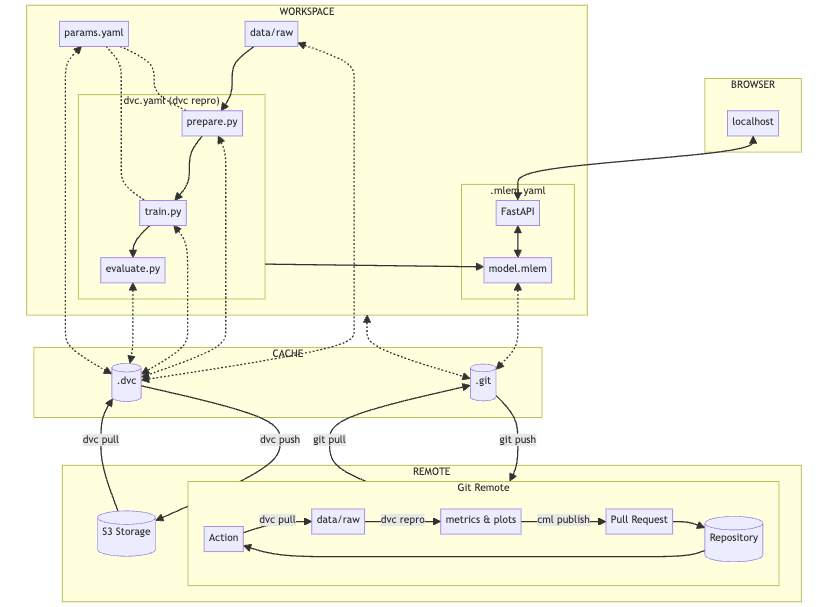 WORKSPACE
params.yaml
data/raw
BROWSER
dvc.yaml (dvc repro)
localhost
prepare.py
.mlem.yaml
train.py
FastAPI
evaluate.py
model.mlem
CACHE
.dvc
.git
dvc pull
dvc push
git pull
git push
REMOTE
Git Remote
S3 Storage
Action
dvc pull
data/raw
dvc repro
metrics & plots
cml publish
Pull Request
Repository